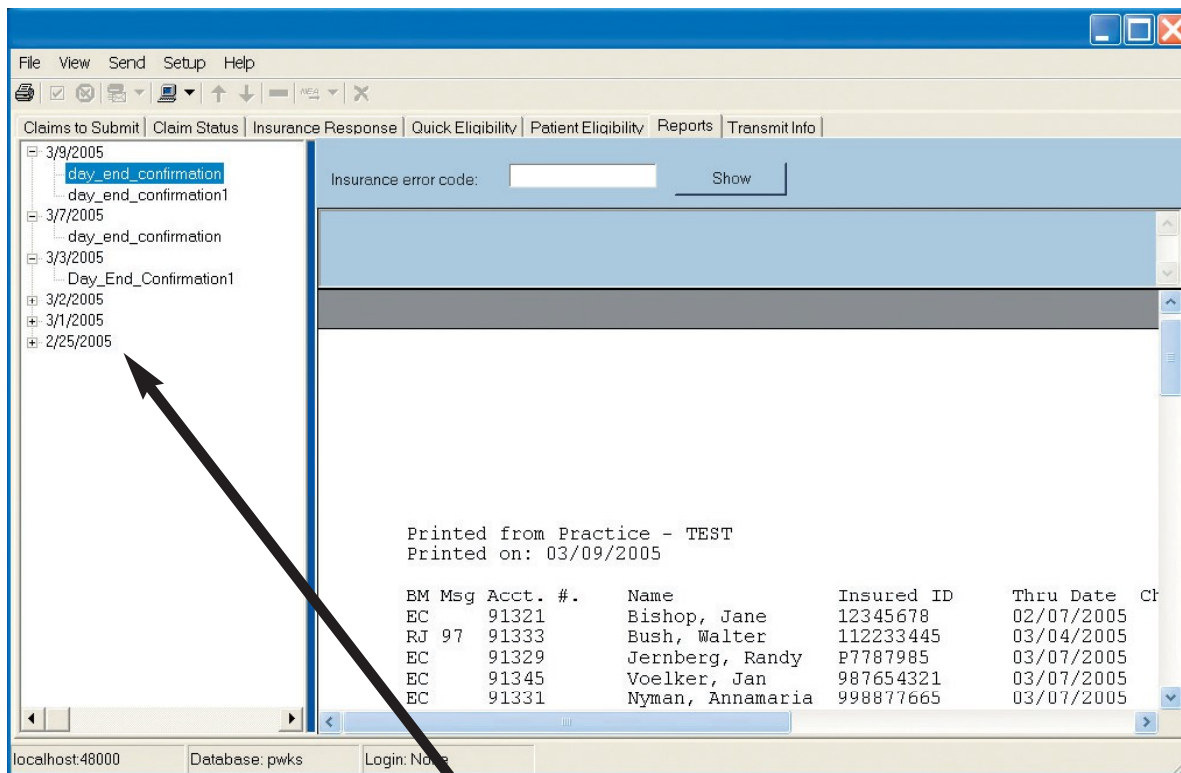 File View Send Setup Help
NEA
Claims to Submit Claim Status Insurance Response Quick Eligibility Patient Eligibility Reports Transmit Info
3/9/2005
day_end_confirmation
day_end_confirmation1
3/7/2005
day_end_confirmation
3/3/2005
Day_End_Confirmation1
3/2/2005
3/1/2005
2/25/2005
Insurance error code: Show
Printed from Practice - TEST
Printed on: 03/09/2005
BM Msg Acct. #. Name Insured ID Thru Date Ch
EC 91321 Bishop, Jane 12345678 02/07/2005
RJ 97 91333 Bush, Walter 112233445 03/04/2005
EC 91329 Jernberg, Randy P7787985 03/07/2005
EC 91345 Voelker, Jan 987654321 03/07/2005
EC 91331 Nyman, Annamaria 998877665 03/07/2005
localhost:48000 Database: pwks Login: